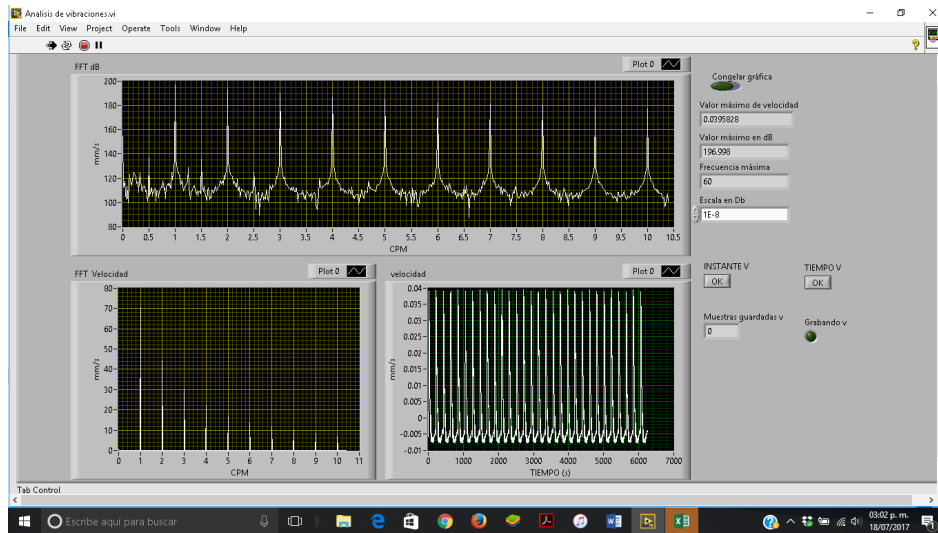 Analisis de vibraciones.vi
File Edit View Project Operate Tools Window Help
FFT dB
Plot 0
200
180
160
140
120
100
80
mm/s
0 0.5 1 1.5 2 2.5 3 3.5 4 4.5 5 5.5 6 6.5 7 7.5 8 8.5 9 9.5 10 10.5
CPM
Congelar gráfica
Valor máximo de velocidad
0.0395828
Valor máximo en dB
196.998
Frecuencia máxima
60
Escala en Db
1E-8
FFT Velocidad
Plot 0
80
70
60
50
40
30
20
10
0
mm/s
0 1 2 3 4 5 6 7 8 9 10 11
CPM
velocidad
Plot 0
0.04
0.035
0.03
0.025
0.02
0.015
0.01
0.005
0
-0.005
-0.01
mm/s
0 1000 2000 3000 4000 5000 6000 7000
TIEMPO (s)
INSTANTE V
OK
TIEMPO V
OK
Muestras guardadas v
0
Grabando v
Tab Control
Escribe aquí para buscar
03:02 p. m.
18/07/2017